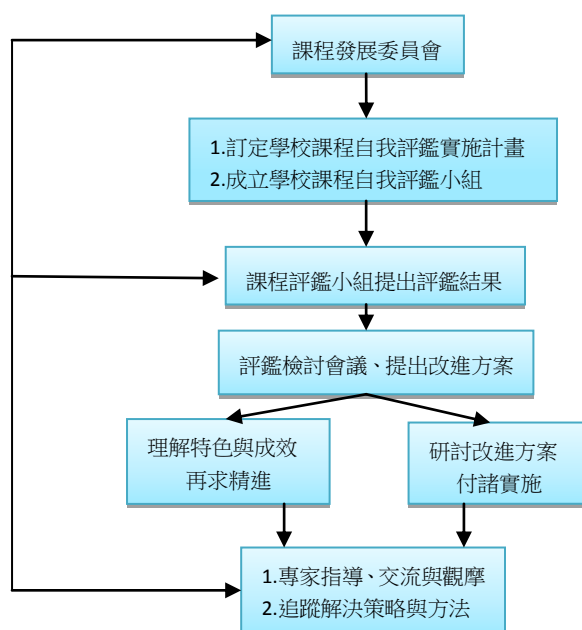 課程發展委員會
1.訂定學校課程自我評鑑實施計畫
2.成立學校課程自我評鑑小組
課程評鑑小組提出評鑑結果
評鑑檢討會議、提出改進方案
理解特色與成效
再求精進
研討改進方案
付諸實施
1.專家指導、交流與觀摩
2.追蹤解決策略與方法